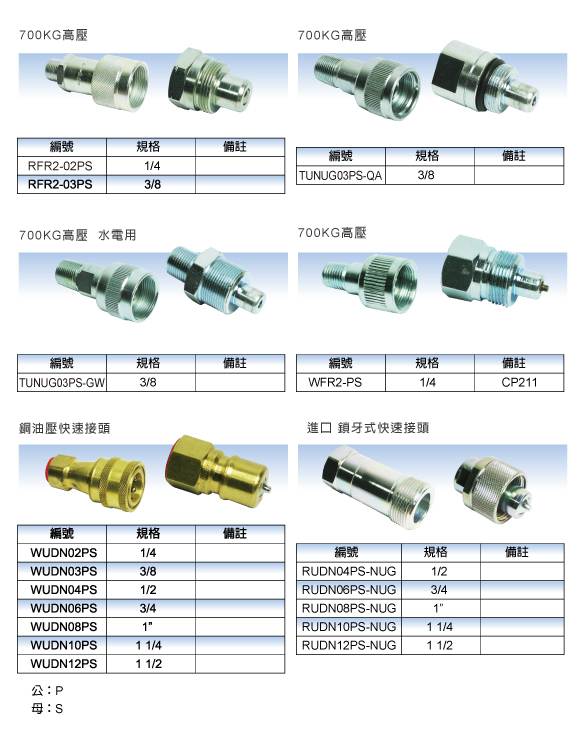 700KG高壓
編號 規格 備註
RFR2-02PS 1/4
RFR2-03PS 3/8
700KG高壓
編號 規格 備註
TUNUG03PS-QA 3/8
700KG高壓 水電用
編號 規格 備註
TUNUG03PS-GW 3/8
700KG高壓
編號 規格 備註
WFR2-PS 1/4 CP211
鋼油壓快速接頭
編號 規格 備註
WUDN02PS 1/4
WUDN03PS 3/8
WUDN04PS 1/2
WUDN06PS 3/4
WUDN08PS 1”
WUDN10PS 1 1/4
WUDN12PS 1 1/2
進口 鎖牙式快速接頭
編號 規格 備註
RUDN04PS-NUG 1/2
RUDN06PS-NUG 3/4
RUDN08PS-NUG 1”
RUDN10PS-NUG 1 1/4
RUDN12PS-NUG 1 1/2
公：P
母：S